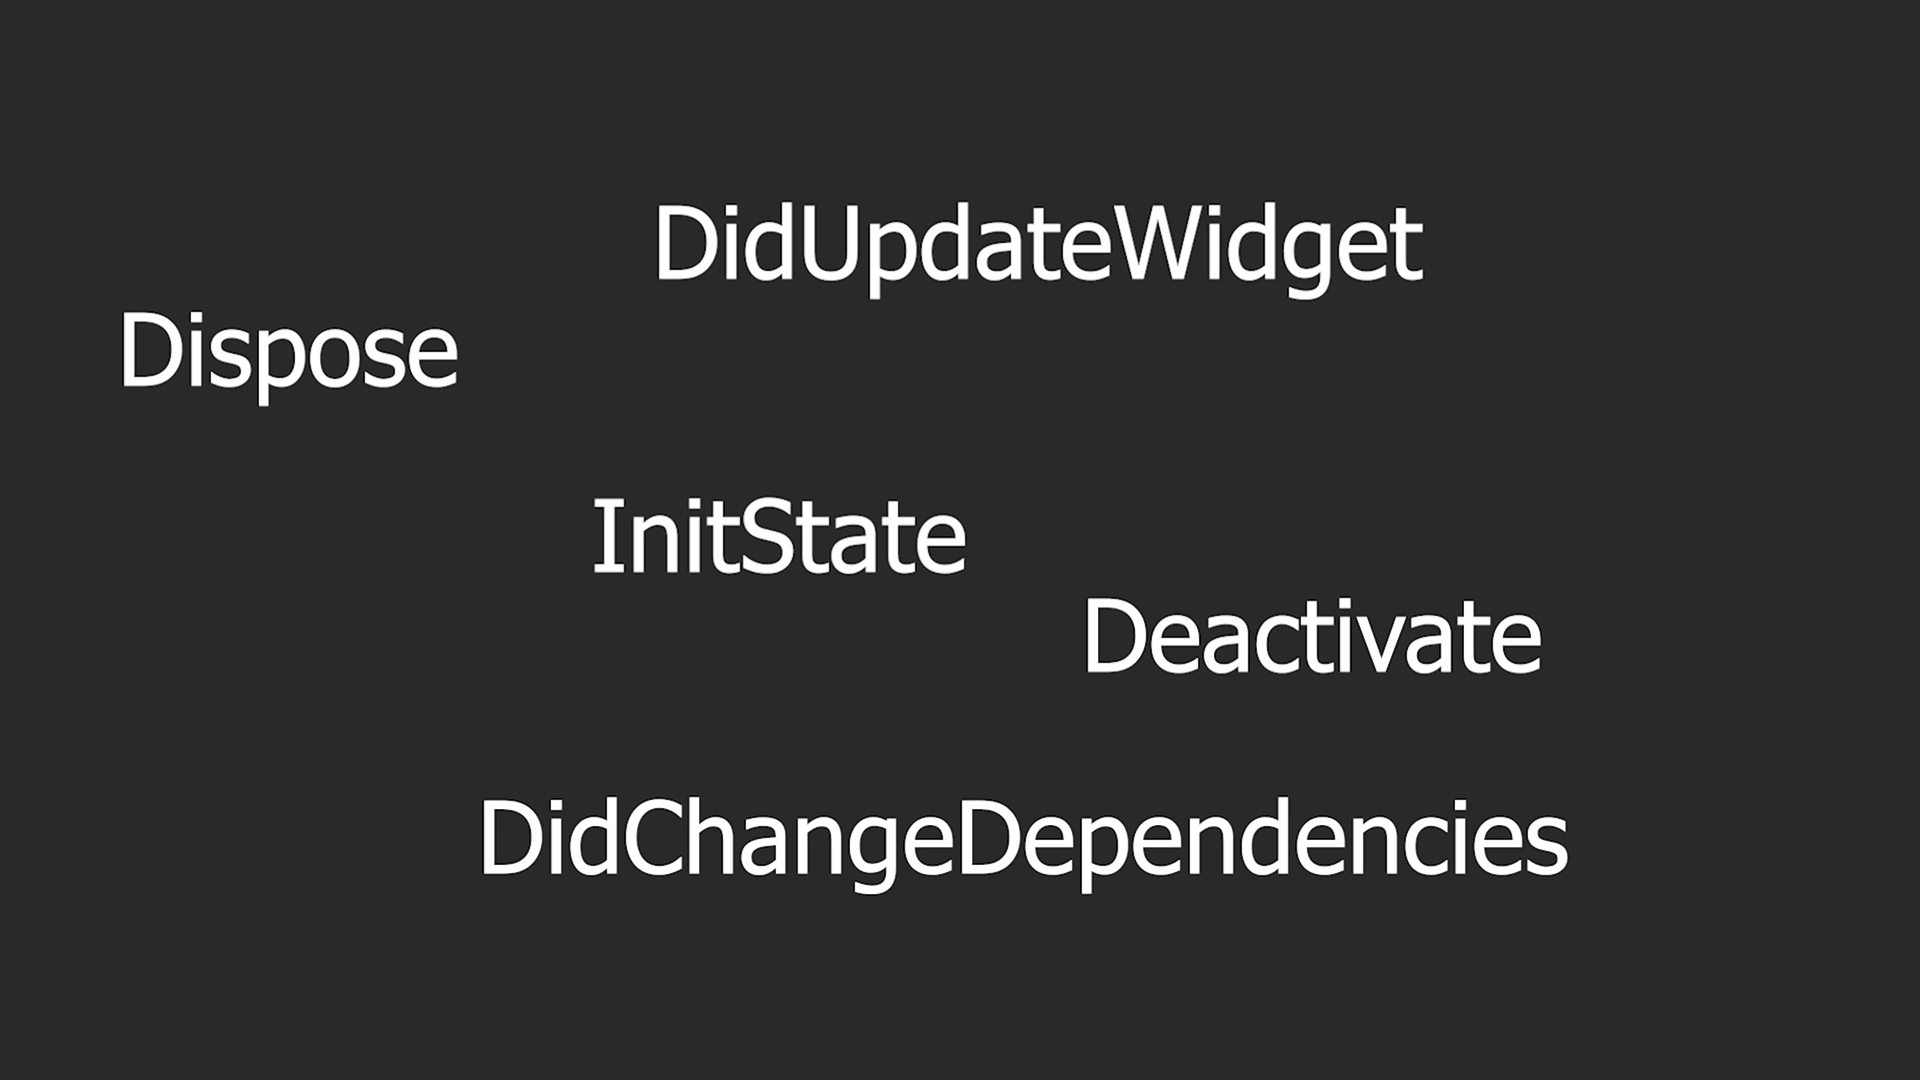 DidUpdateWidget
Dispose
InitState
Deactivate
DidChangeDependencies